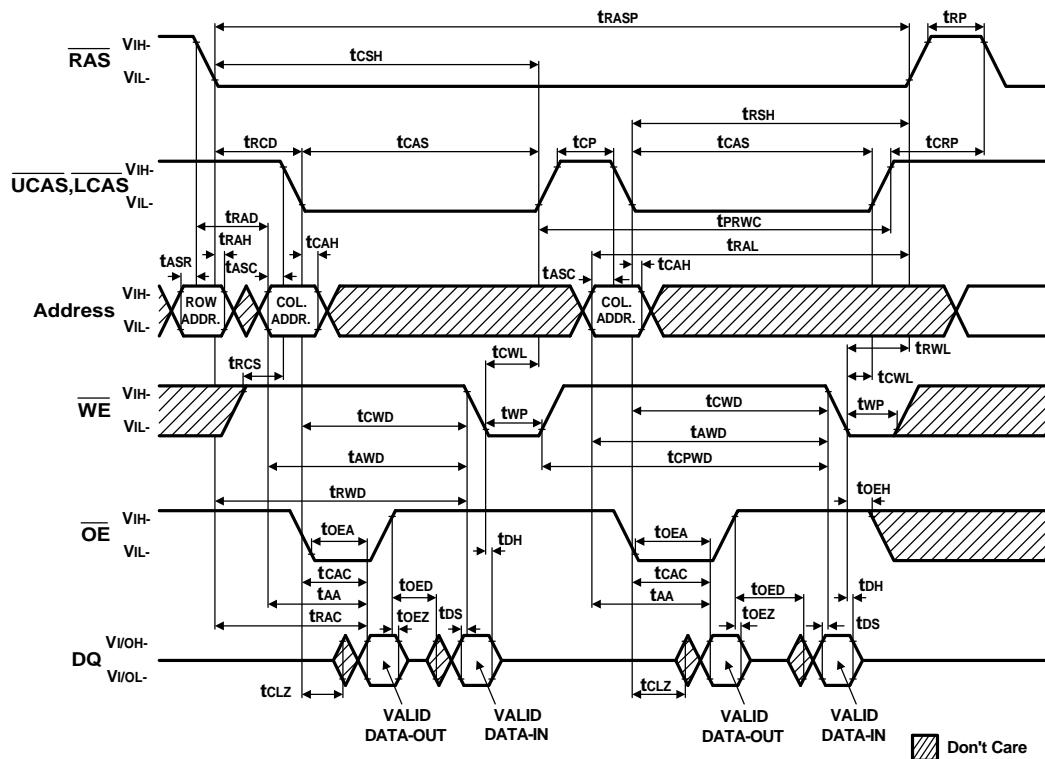 tRASP
tRP
RAS
VIH-
VIL-
tCSH
tRSH
tRCD
tCAS
tCP
tCAS
tCRP
UCAS,LCAS
VIH-
VIL-
tPRWC
tRAD
tRAH
tCAH
tRAL
tASR
tASC
tASC
tCAH
Address
VIH-
VIL-
ROW
ADDR.
COL.
ADDR.
COL.
ADDR.
tRCS
tCWL
tRWL
tCWL
WE
VIH-
VIL-
tCWD
tWP
tCWD
tWP
tAWD
tAWD
tCPWD
tRWD
tOEH
OE
VIH-
VIL-
tOEA
tDH
tOEA
tCAC
tOED
tCAC
tOED
tDH
tAA
tAA
tRAC
tOEZ
tDS
tOEZ
tDS
DQ
VI/OH-
VI/OL-
tCLZ
tCLZ
VALID
DATA-OUT
VALID
DATA-IN
VALID
DATA-OUT
VALID
DATA-IN
Don't Care